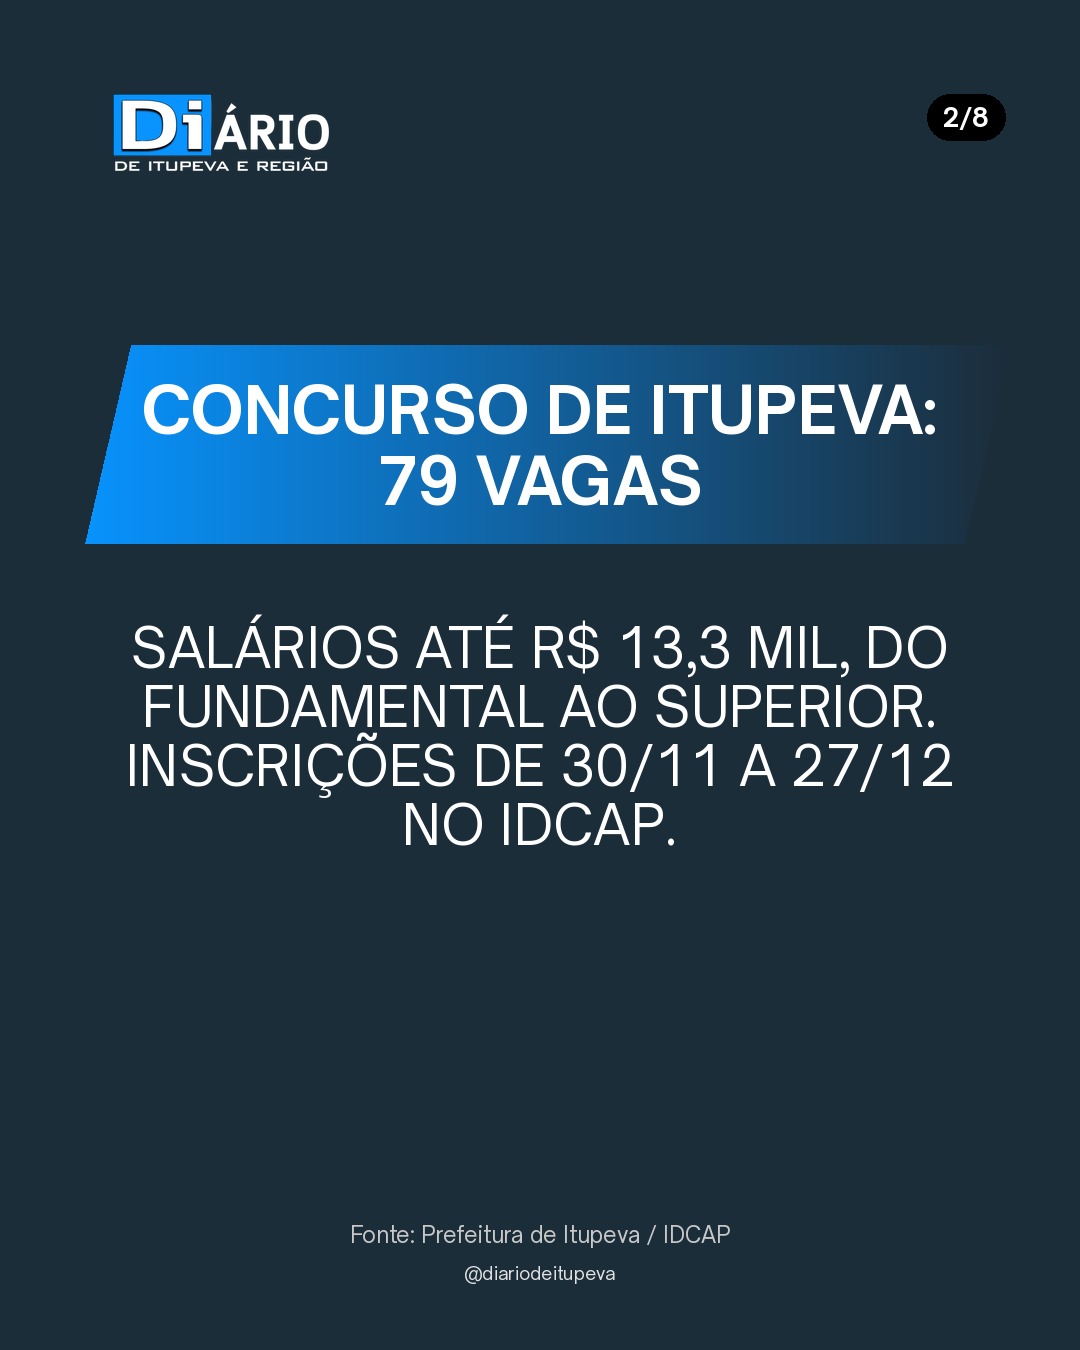 DiÁRIO
DE ITUPEVA E REGIÃO
2/8
CONCURSO DE ITUPEVA:
79 VAGAS
SALÁRIOS ATÉ R$ 13,3 MIL, DO
FUNDAMENTAL AO SUPERIOR.
INSCRIÇÕES DE 30/11 A 27/12
NO IDCAP.
Fonte: Prefeitura de Itupeva / IDCAP
@diariodeitupeva